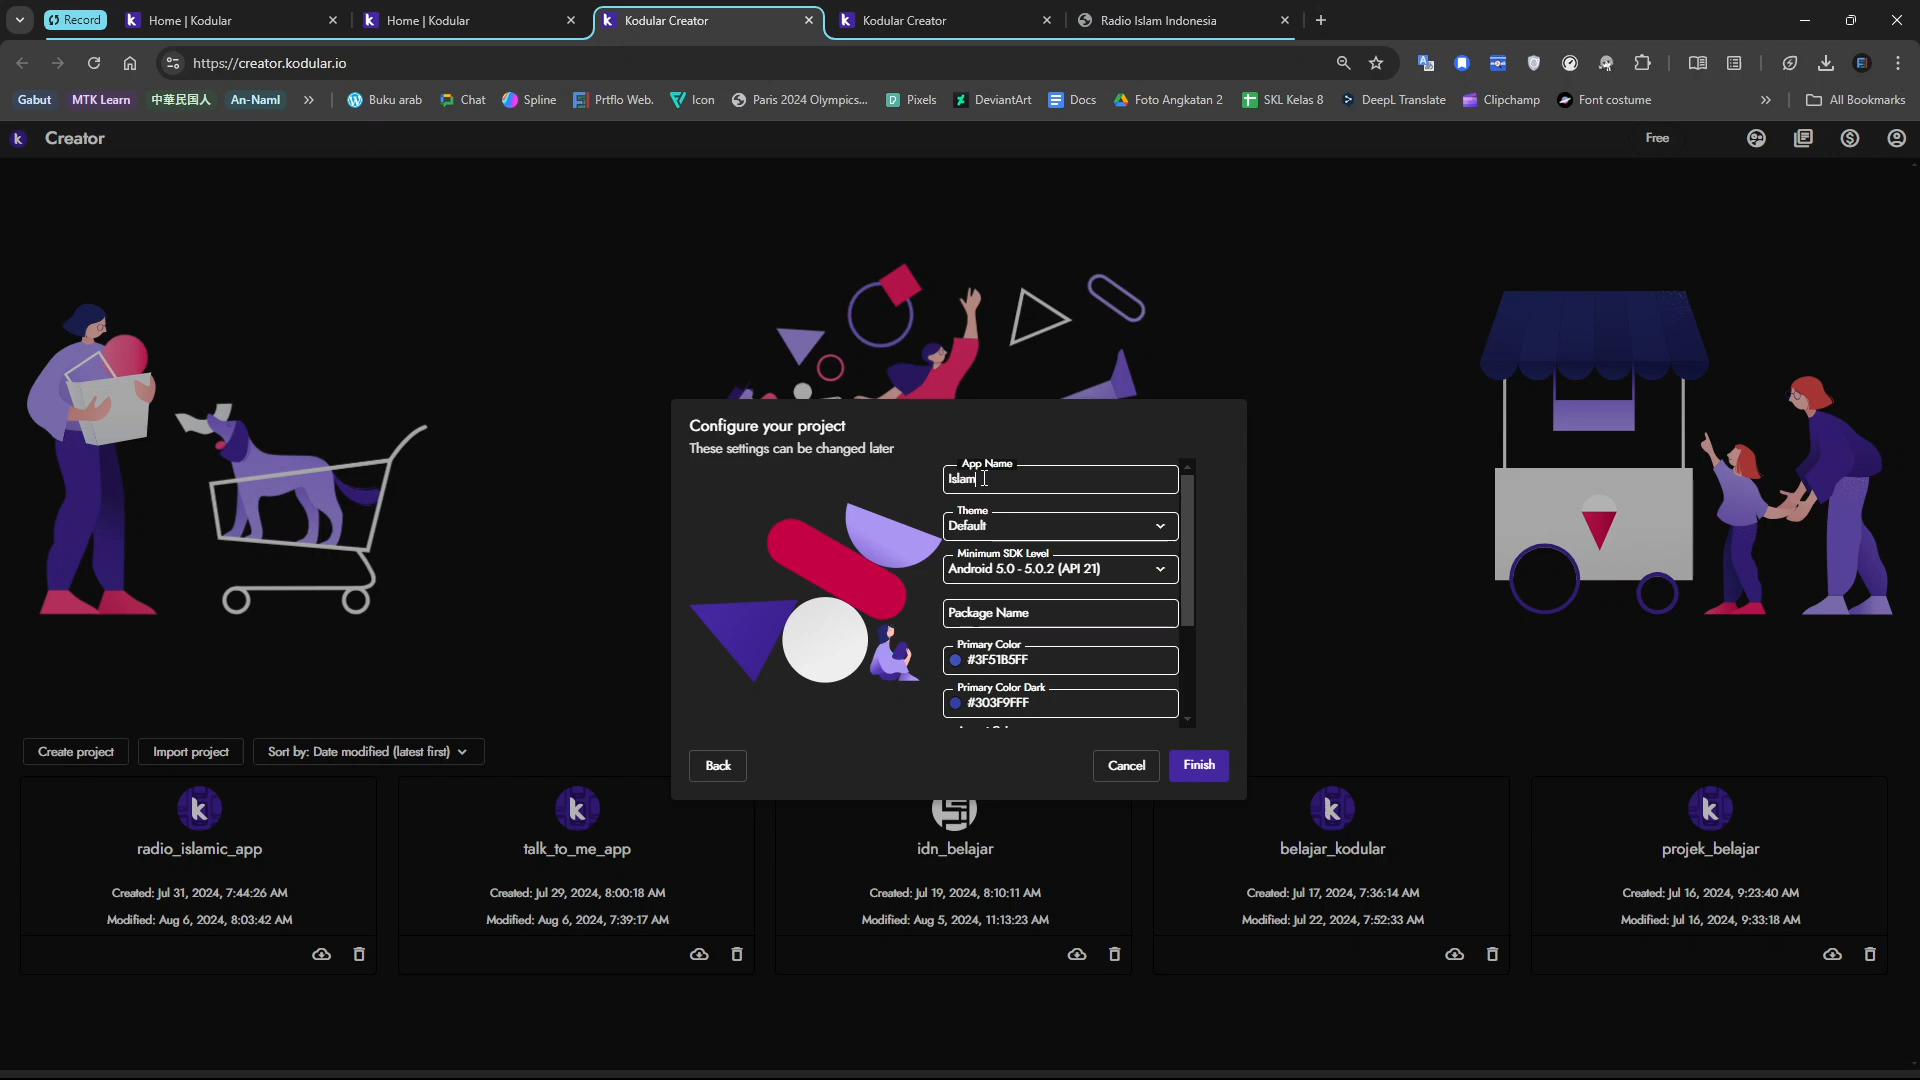 Record
Home | Kodular
Home | Kodular
Kodular Creator
Kodular Creator
Radio Islam Indonesia
https://creator.kodular.io
Gabut
MTK Learn
中華民国人
An-Naml
Buku arab
Chat
Spline
Prtflo Web.
Icon
Paris 2024 Olympics...
Pixels
DeviantArt
Docs
Foto Angkatan 2
SKL Kelas 8
DeepL Translate
Clipchamp
Font costume
All Bookmarks
Creator
Free
Configure your project
These settings can be changed later
App Name
Islam
Theme
Default
Minimum SDK Level
Android 5.0 - 5.0.2 (API 21)
Package Name
Primary Color
#3F51B5FF
Primary Color Dark
#303F9FFF
Back
Cancel
Finish
Create project
Import project
Sort by: Date modified (latest first)
radio_islamic_app
Created: Jul 31, 2024, 7:44:26 AM
Modified: Aug 6, 2024, 8:03:42 AM
talk_to_me_app
Created: Jul 29, 2024, 8:00:18 AM
Modified: Aug 6, 2024, 7:39:17 AM
idn_belajar
Created: Jul 19, 2024, 8:10:11 AM
Modified: Aug 5, 2024, 11:13:23 AM
belajar_kodular
Created: Jul 17, 2024, 7:36:14 AM
Modified: Jul 22, 2024, 7:52:33 AM
projek_belajar
Created: Jul 16, 2024, 9:23:40 AM
Modified: Jul 16, 2024, 9:33:18 AM